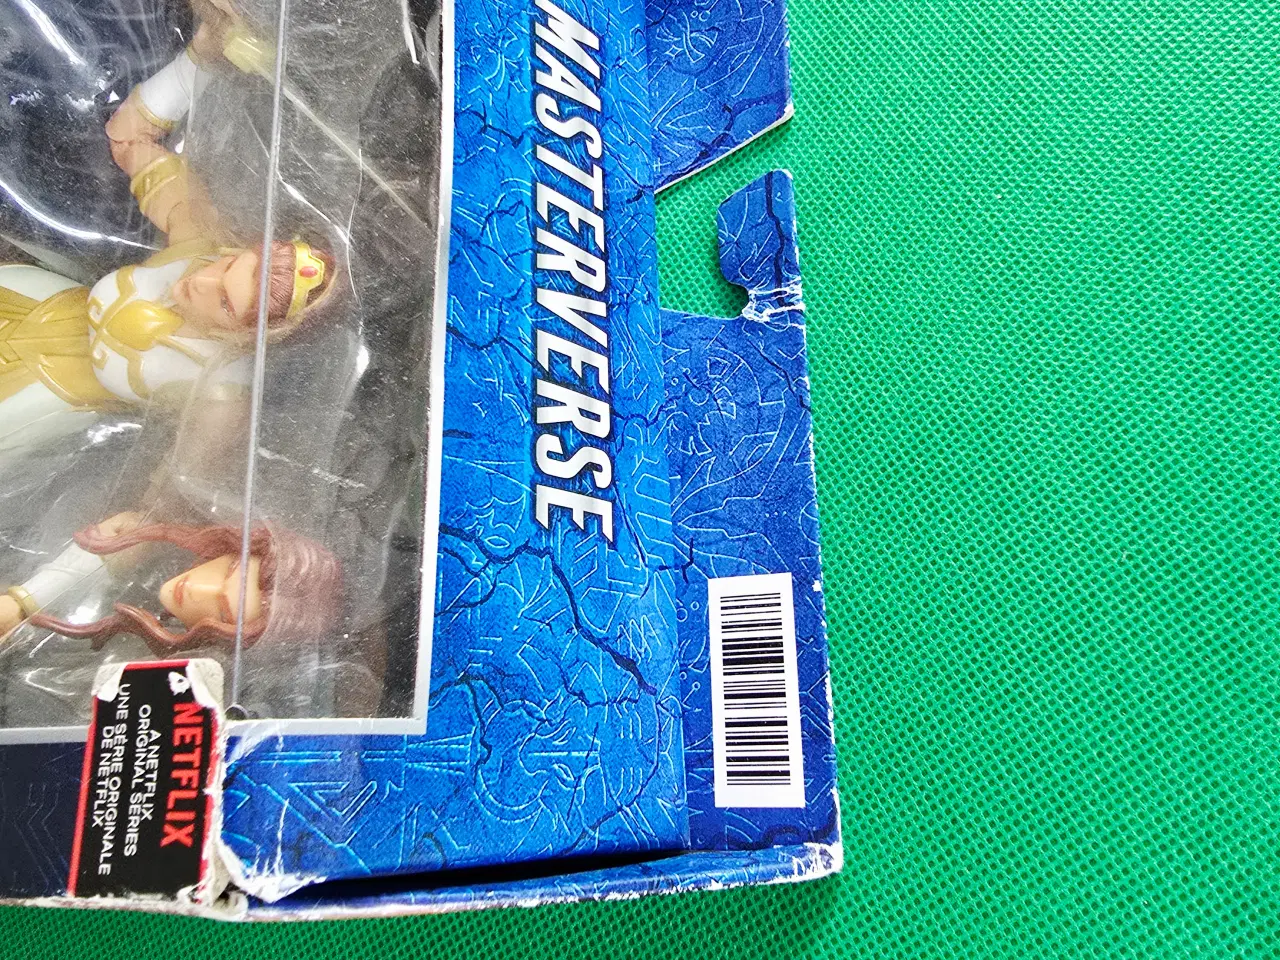 MASTERVERSE
NETFLIX
A NETFLIX
ORIGINAL SERIES
UNE SÉRIE ORIGINALE
DE NETFLIX